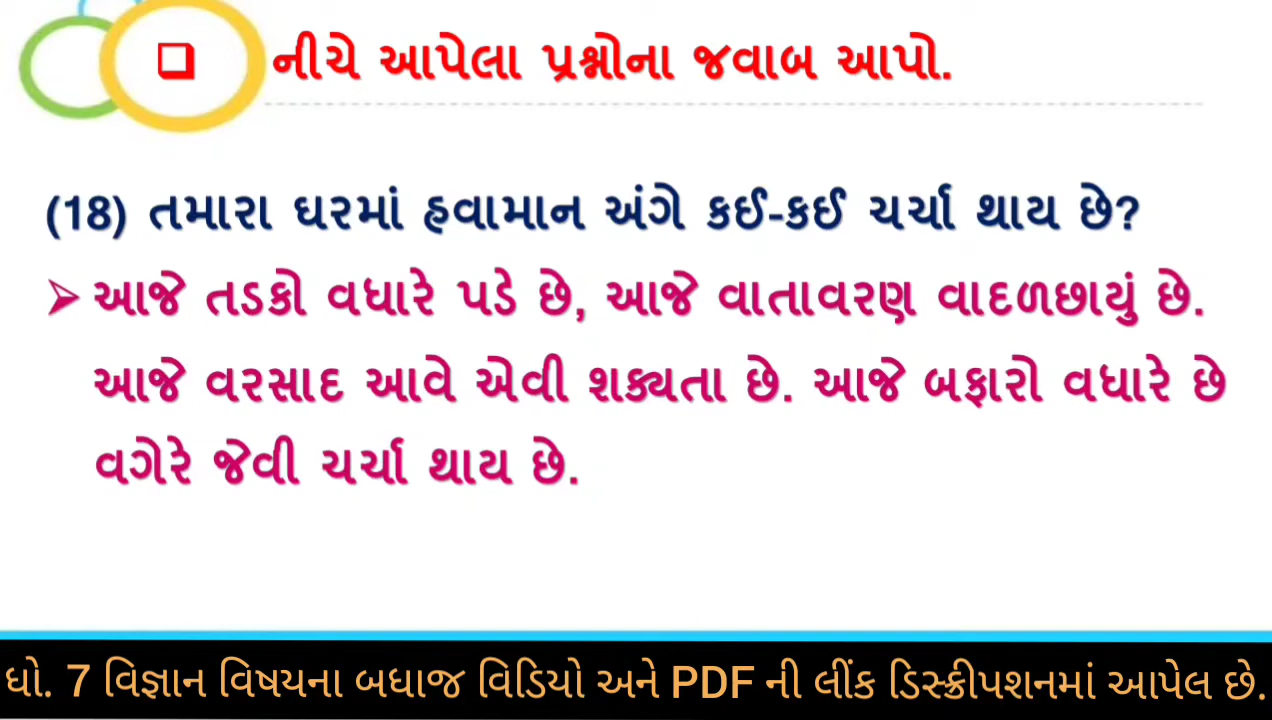 ❑ નીચે આપેલા પ્રશ્નોના જવાબ આપો.
(18) તમારા ઘરમાં હવામાન અંગે કઈ-કઈ ચર્ચા થાય છે?
➢ આજે તડકો વધારે પડે છે, આજે વાતાવરણ વાદળછાયું છે.
આજે વરસાદ આવે એવી શક્યતા છે. આજે બફારો વધારે છે
વગેરે જેવી ચર્ચા થાય છે.
ધો. 7 વિજ્ઞાન વિષયના બધાજ વિડિયો અને PDF ની લીંક ડિસ્ક્રીપશનમાં આપેલ છે.